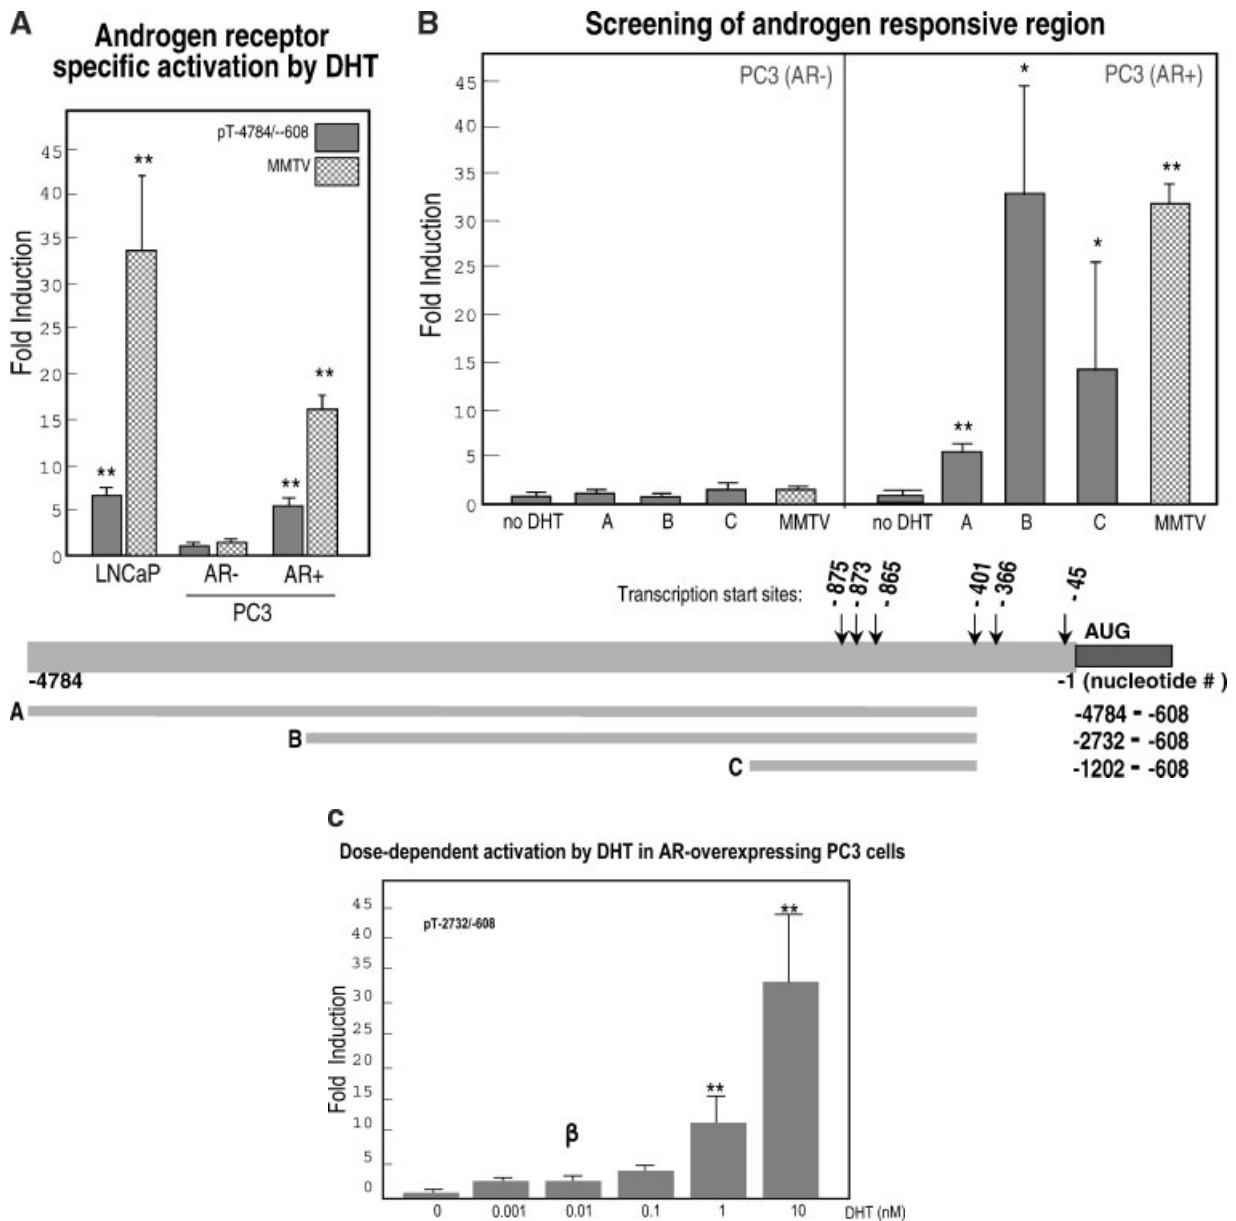 A
Androgen receptor
specific activation by DHT
pT-4784/--608
MMTV
Fold Induction
45
40
35
30
25
20
15
10
5
0
**
**
**
**
LNCaP
AR-
AR+
PC3
B
Screening of androgen responsive region
PC3 (AR-)
PC3 (AR+)
Fold Induction
45
40
35
30
25
20
15
10
5
0
**
*
*
**
no DHT A B C MMTV no DHT A B C MMTV
Transcription start sites: - 875 - 873 - 865 - 401 - 366 - 45
AUG
-4784
-1 (nucleotide # )
A -4784 - -608
B -2732 - -608
C -1202 - -608
C
Dose-dependent activation by DHT in AR-overexpressing PC3 cells
pT-2732/-608
Fold Induction
45
40
35
30
25
20
15
10
5
0
**
**
β
0 0.001 0.01 0.1 1 10 DHT (nM)